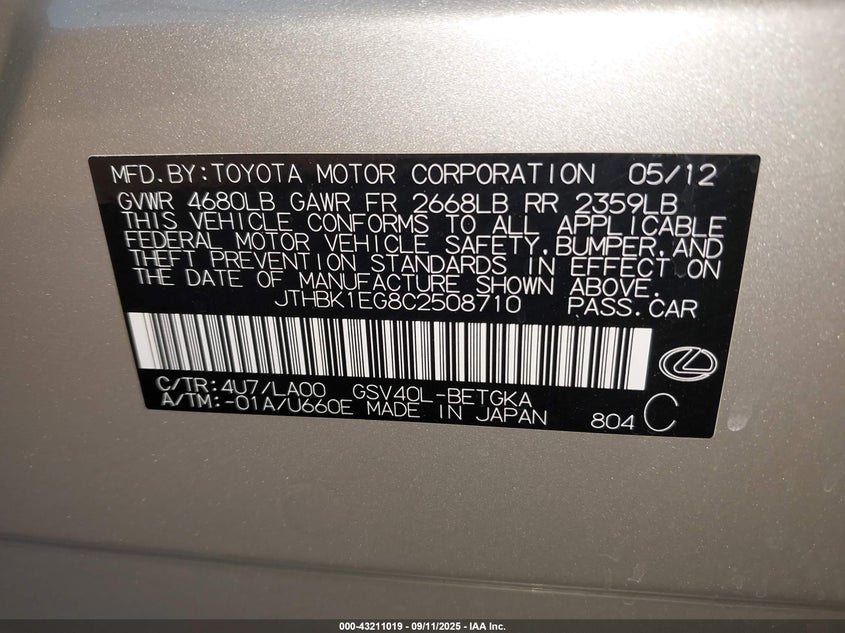 MFD.BY:TOYOTA MOTOR CORPORATION 05/12
GVWR 4680LB GAWR FR 2668LB RR 2359LB
THIS VEHICLE CONFORMS TO ALL APPLICABLE
FEDERAL MOTOR VEHICLE SAFETY,BUMPER,AND
THEFT PREVENTION STANDARDS IN EFFECT ON
THE DATE OF MANUFACTURE SHOWN ABOVE.
JTHBK1EG8C2508710 PASS.CAR
C/TR:4U7/LA00 GSV40L-BETGKA
A/TM:-01A/U660E MADE IN JAPAN 804 C
000-43211019 - 09/11/2025 - IAA Inc.